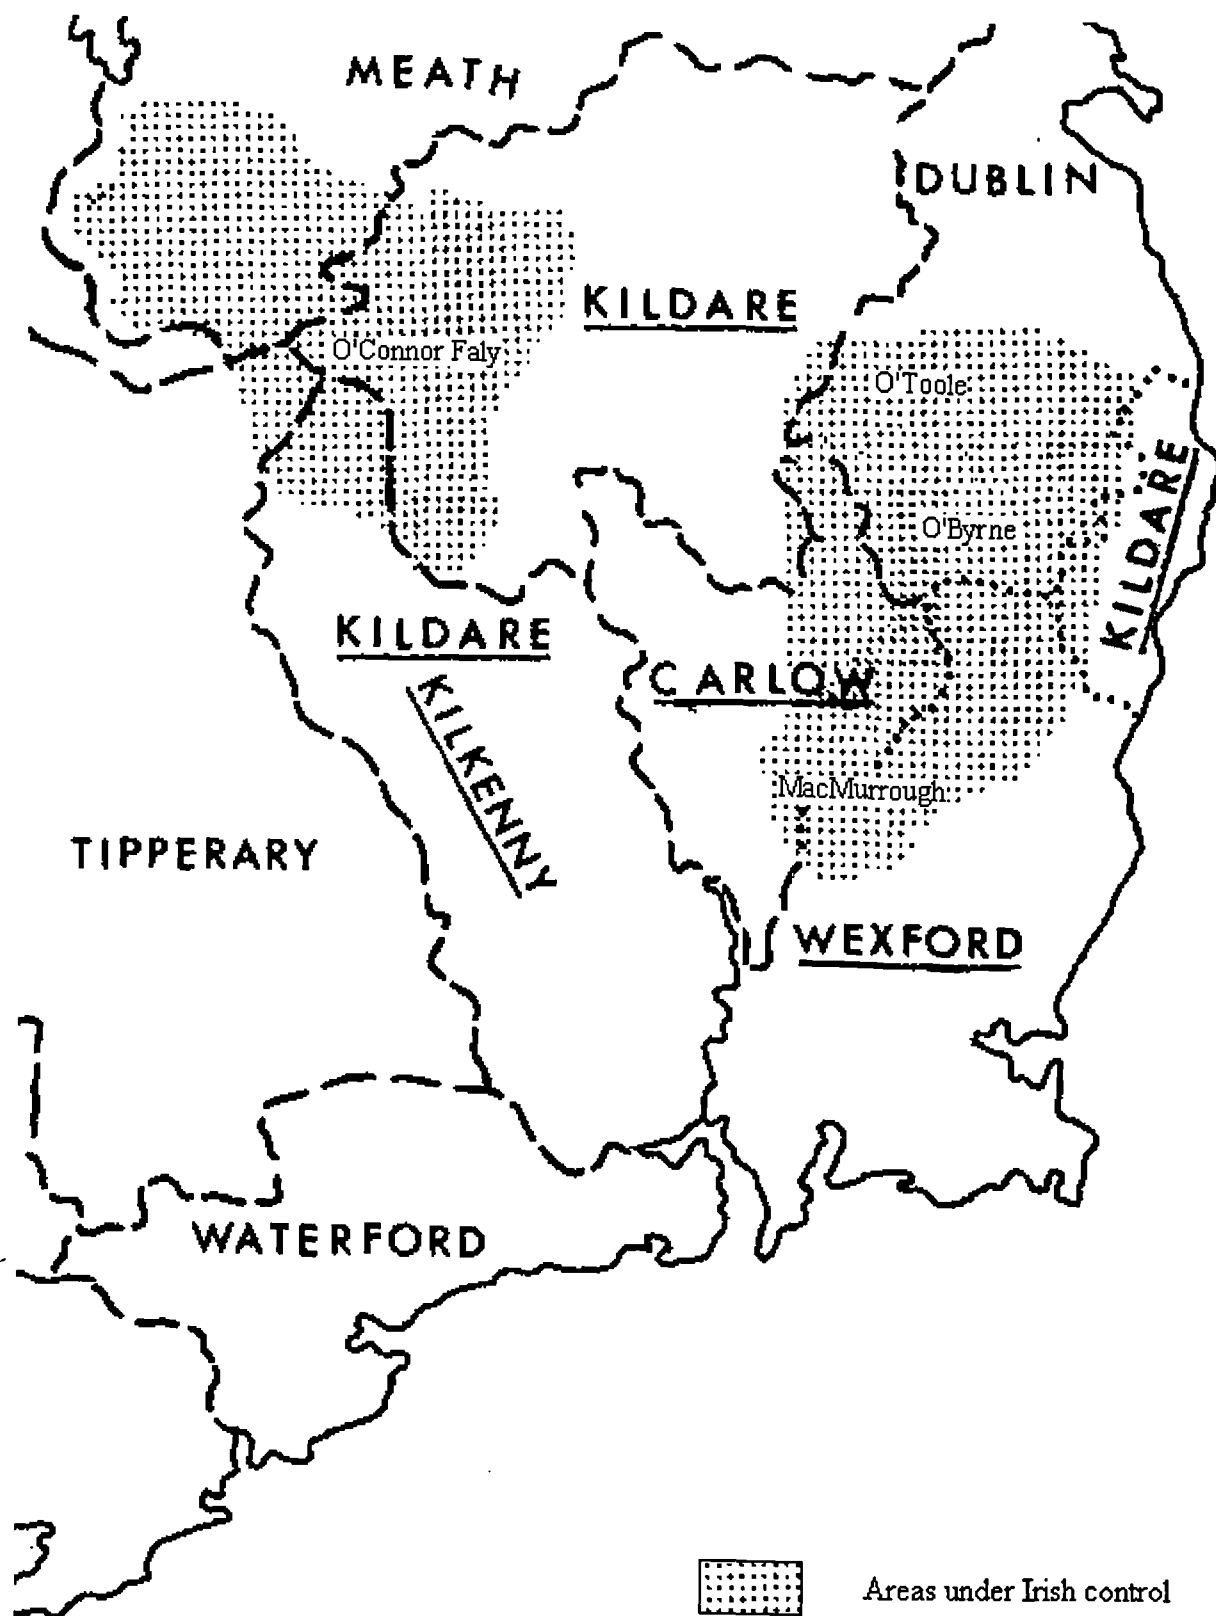 MEATH
DUBLIN
KILDARE
O'Connor Faly
O'Toole
KILDARE
O'Byrne
KILDARE
CARLOW
KILKENNY
MacMurrough
TIPPERARY
WEXFORD
WATERFORD
Areas under Irish control